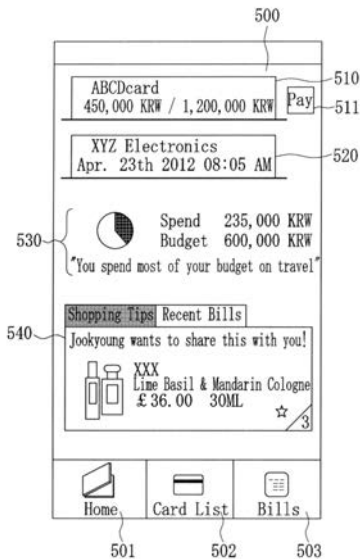 500
510
ABCDcard
450,000 KRW / 1,200,000 KRW
Pay
511
XYZ Electronics
Apr. 23th 2012 08:05 AM
520
530
Spend 235,000 KRW
Budget 600,000 KRW
"You spend most of your budget on travel"
540
Shopping Tips Recent Bills
Jookyoung wants to share this with you!
XXX
Lime Basil & Mandarin Cologne
£36.00 30ML
3
Home Card List Bills
501 502 503